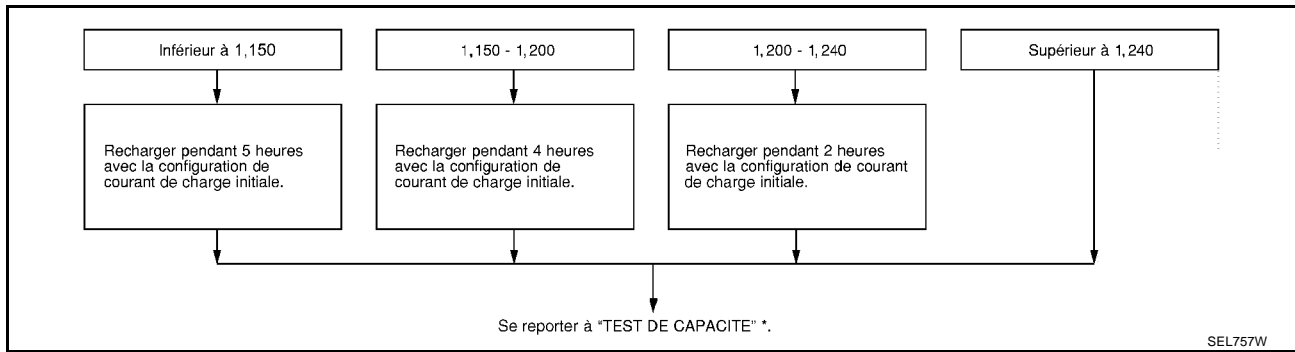 Inférieur à 1,150
1,150 - 1,200
1,200 - 1,240
Supérieur à 1,240
Recharger pendant 5 heures
avec la configuration de
courant de charge initiale.
Recharger pendant 4 heures
avec la configuration de
courant de charge initiale.
Recharger pendant 2 heures
avec la configuration de courant
de charge initiale.
Se reporter à “TEST DE CAPACITE” *.
SEL757W